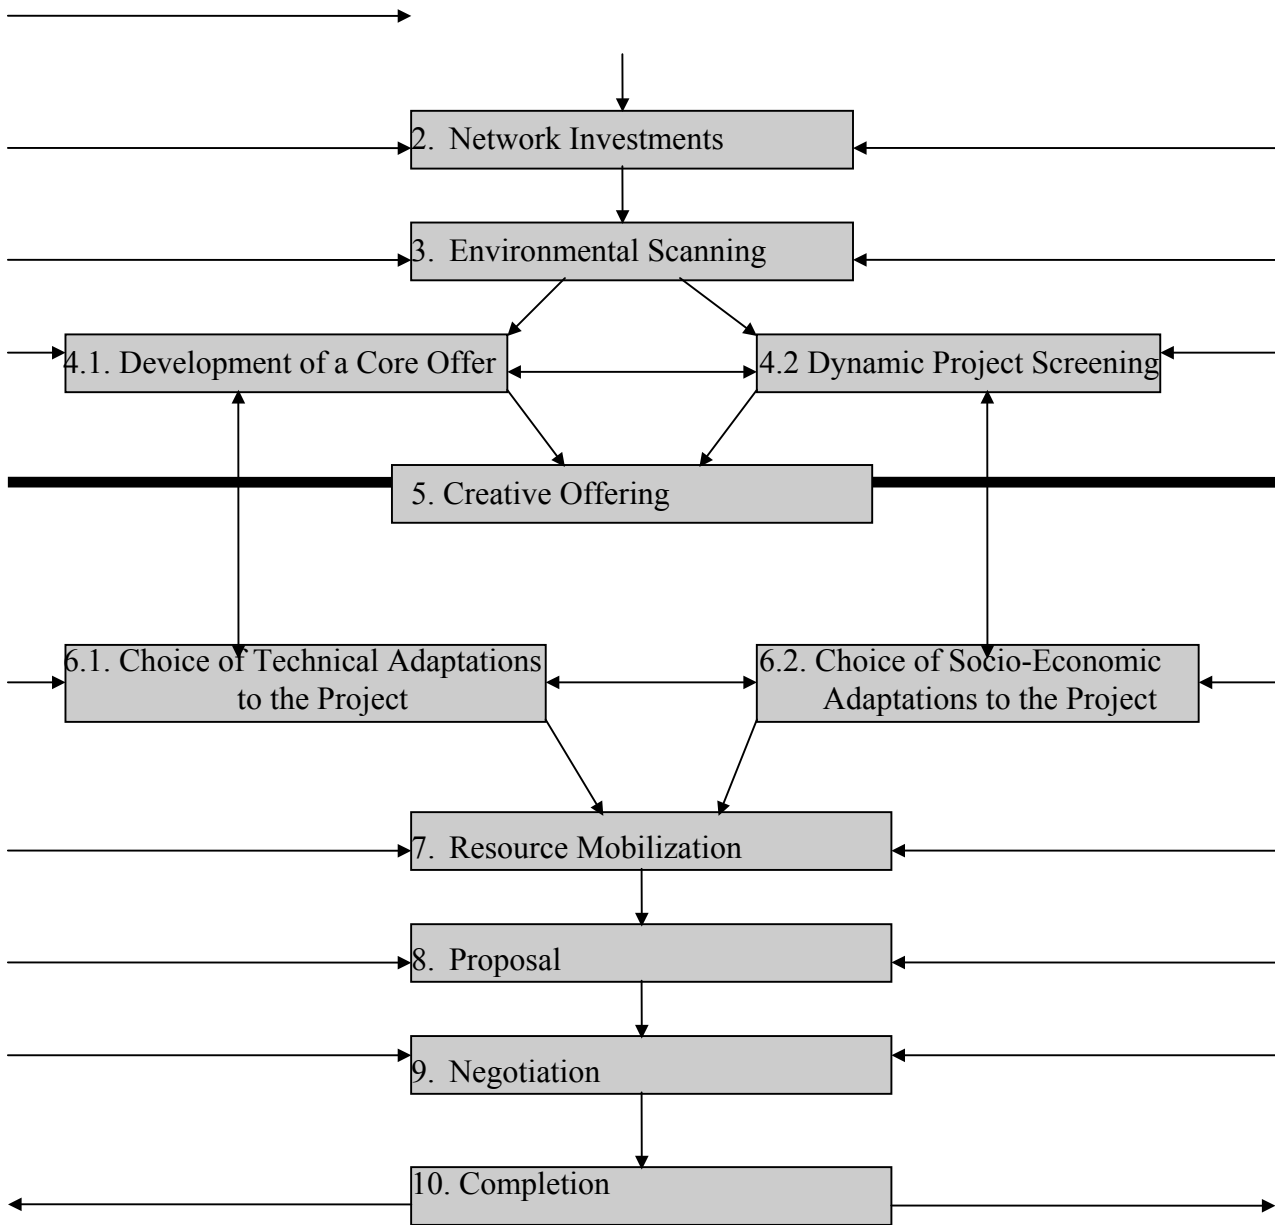 2. Network Investments
3. Environmental Scanning
4.1. Development of a Core Offer
4.2 Dynamic Project Screening
5. Creative Offering
6.1. Choice of Technical Adaptations
to the Project
6.2. Choice of Socio-Economic
Adaptations to the Project
7. Resource Mobilization
8. Proposal
9. Negotiation
10. Completion